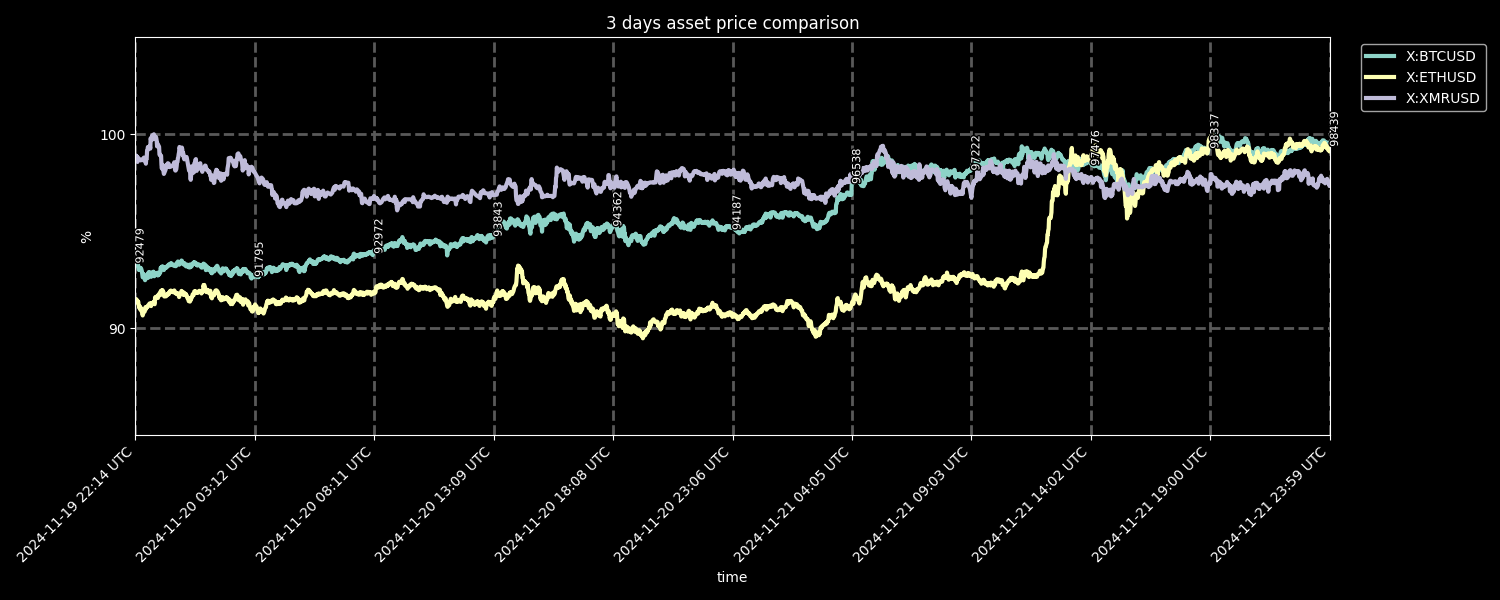 3 days asset price comparison
X:BTCUSD
X:ETHUSD
X:XMRUSD
100
90
%
92479
91795
92972
93843
94362
94187
96538
97222
97476
98337
98439
2024-11-19 22:14 UTC
2024-11-20 03:12 UTC
2024-11-20 08:11 UTC
2024-11-20 13:09 UTC
2024-11-20 18:08 UTC
2024-11-20 23:06 UTC
2024-11-21 04:05 UTC
2024-11-21 09:03 UTC
2024-11-21 14:02 UTC
2024-11-21 19:00 UTC
2024-11-21 23:59 UTC
time